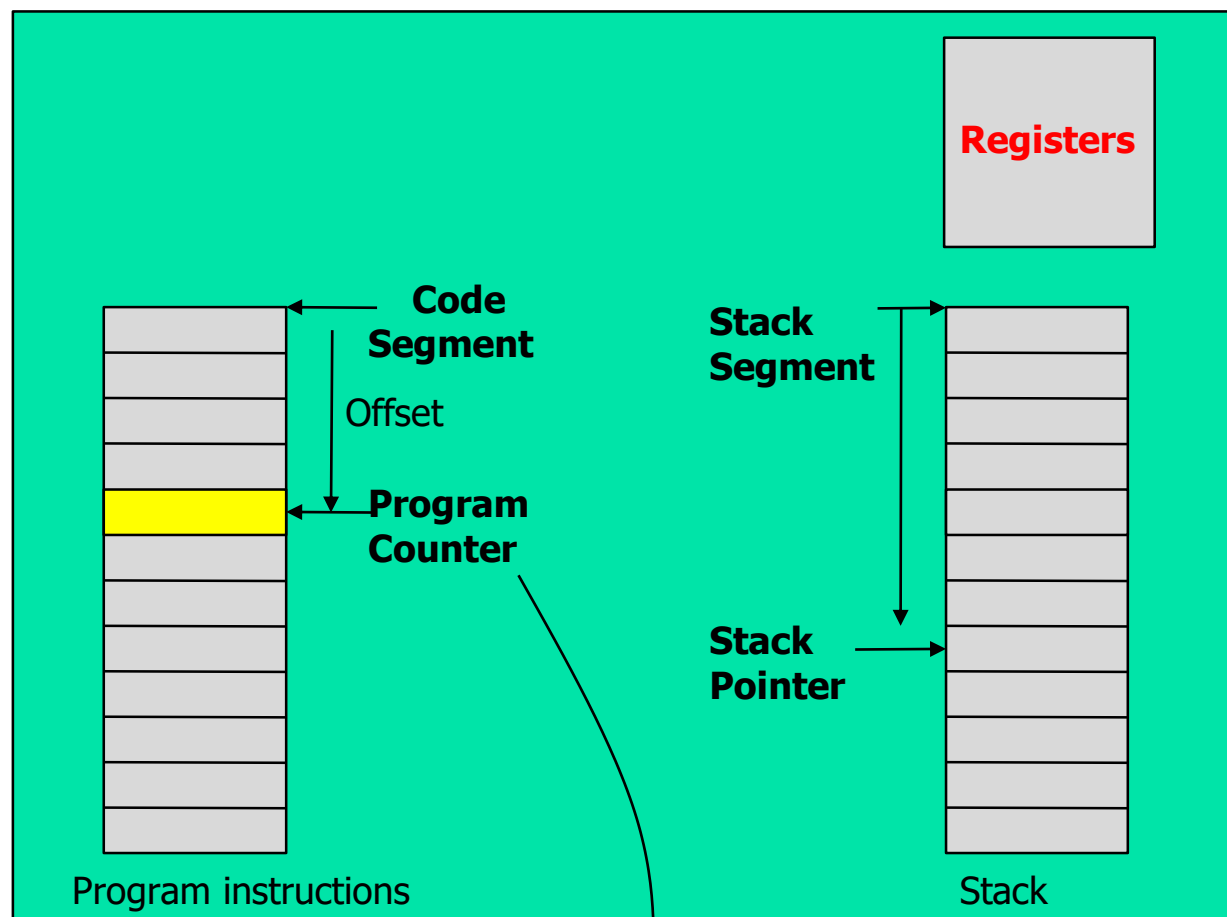 Registers
Code
Segment
Offset
Program
Counter
Program instructions
Stack
Segment
Stack
Pointer
Stack